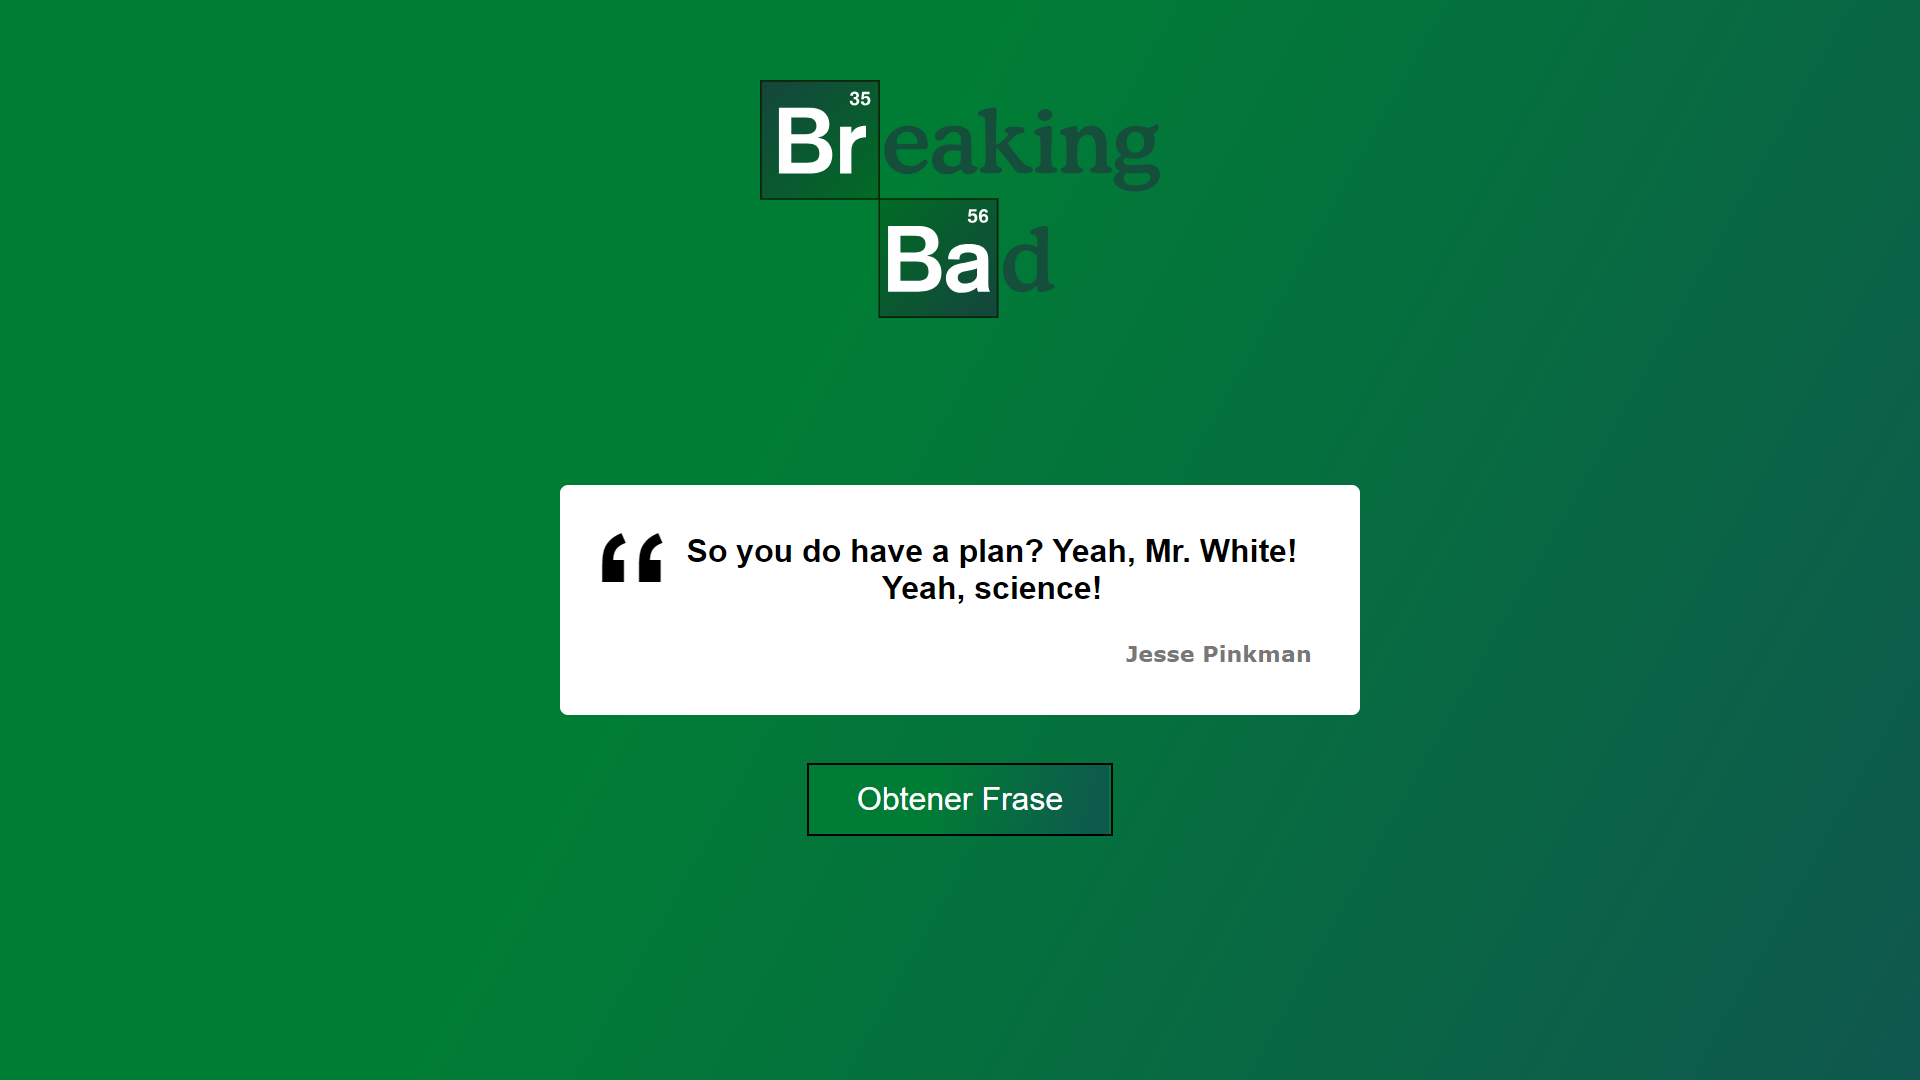 35
Breaking
56
Bad
“ So you do have a plan? Yeah, Mr. White!
Yeah, science!
Jesse Pinkman
Obtener Frase